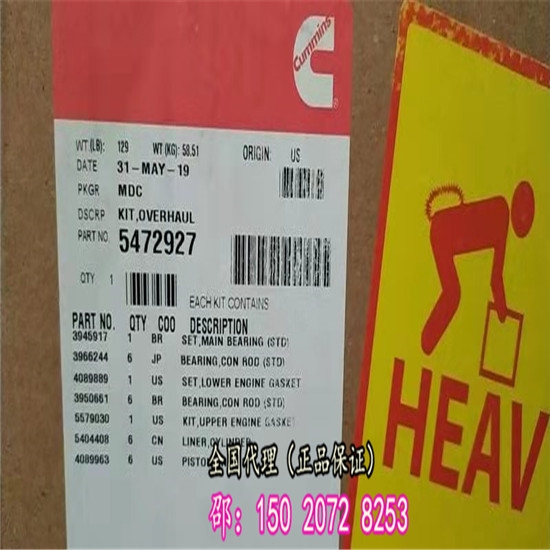 Cummins
WT.(LB): 129 WT(KG): 58.51 ORIGIN: US
DATE 31-MAY-19
PKGR MDC
DSCRP KIT,OVERHAUL
PART NO. 5472927
QTY 1
EACH KIT CONTAINS
PART NO. QTY COO DESCRIPTION
3945917 1 BR SET,MAIN BEARING (STD)
3966244 6 JP BEARING,CON ROD (STD)
4089889 1 US SET,LOWER ENGINE GASKET
3950661 6 BR BEARING,CON ROD (STD)
5579030 1 US KIT,UPPER ENGINE GASKET
5404408 6 CN LINER,CYLINDER
4089963 6 US PISTO
HEAV
全国代理（正品保证）
邵：150 2072 8253